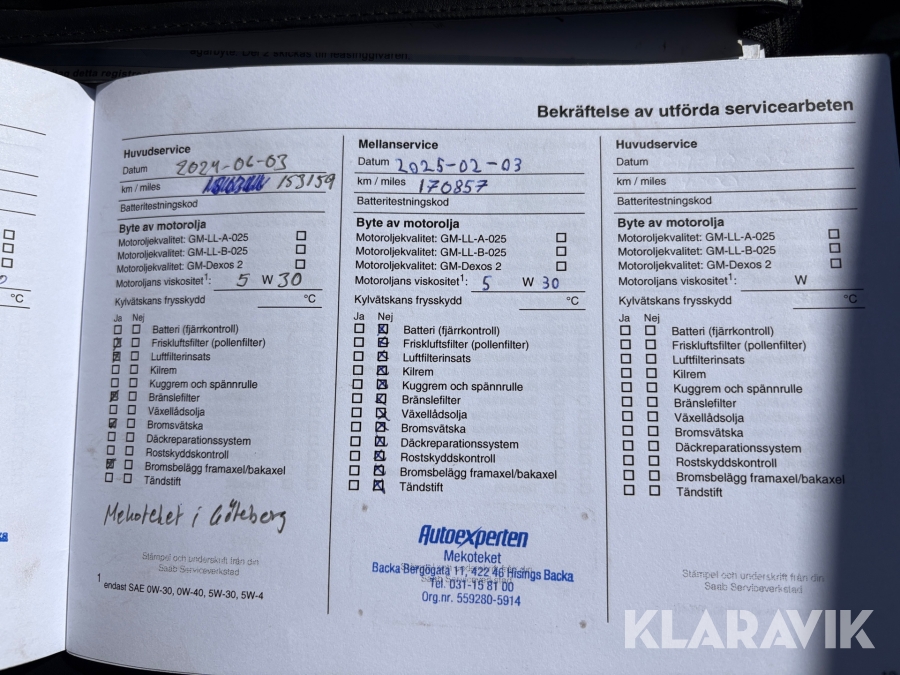 ägarbyte. Del 2 skickas till leasinggivaren.
Bekräftelse av utförda servicearbeten
Huvudservice
Datum 2024-06-03
km / miles 153159
Batteritestningskod
Byte av motorolja
Motoroljekvalitet: GM-LL-A-025
Motoroljekvalitet: GM-LL-B-025
Motoroljekvalitet: GM-Dexos 2
Motoroljans viskositet¹: 5 W 30
Kylvätskans frysskydd °C
Ja Nej
Batteri (fjärrkontroll)
Friskluftsfilter (pollenfilter)
Luftfilterinsats
Kilrem
Kuggrem och spännrulle
Bränslefilter
Växellådsolja
Bromsvätska
Däckreparationssystem
Rostskyddskontroll
Bromsbelägg framaxel/bakaxel
Tändstift
Mekoteket i Göteborg
Stämpel och underskrift från din
Saab Serviceverkstad
¹ endast SAE 0W-30, 0W-40, 5W-30, 5W-4
Mellanservice
Datum 2025-02-03
km / miles 170857
Batteritestningskod
Byte av motorolja
Motoroljekvalitet: GM-LL-A-025
Motoroljekvalitet: GM-LL-B-025
Motoroljekvalitet: GM-Dexos 2
Motoroljans viskositet¹: 5 W 30
Kylvätskans frysskydd °C
Ja Nej
Batteri (fjärrkontroll)
Friskluftsfilter (pollenfilter)
Luftfilterinsats
Kilrem
Kuggrem och spännrulle
Bränslefilter
Växellådsolja
Bromsvätska
Däckreparationssystem
Rostskyddskontroll
Bromsbelägg framaxel/bakaxel
Tändstift
Autoexperten
Mekoteket
Backa Bergögata 11, 422 46 Hisings Backa
Saab Serviceverkstad
Tel. 031-15 81 00
Org.nr. 559280-5914
Huvudservice
Datum
km / miles
Batteritestningskod
Byte av motorolja
Motoroljekvalitet: GM-LL-A-025
Motoroljekvalitet: GM-LL-B-025
Motoroljekvalitet: GM-Dexos 2
Motoroljans viskositet¹: W
Kylvätskans frysskydd °C
Ja Nej
Batteri (fjärrkontroll)
Friskluftsfilter (pollenfilter)
Luftfilterinsats
Kilrem
Kuggrem och spännrulle
Bränslefilter
Växellådsolja
Bromsvätska
Däckreparationssystem
Rostskyddskontroll
Bromsbelägg framaxel/bakaxel
Tändstift
Stämpel och underskrift från din
Saab Serviceverkstad
°C
KLARAVIK